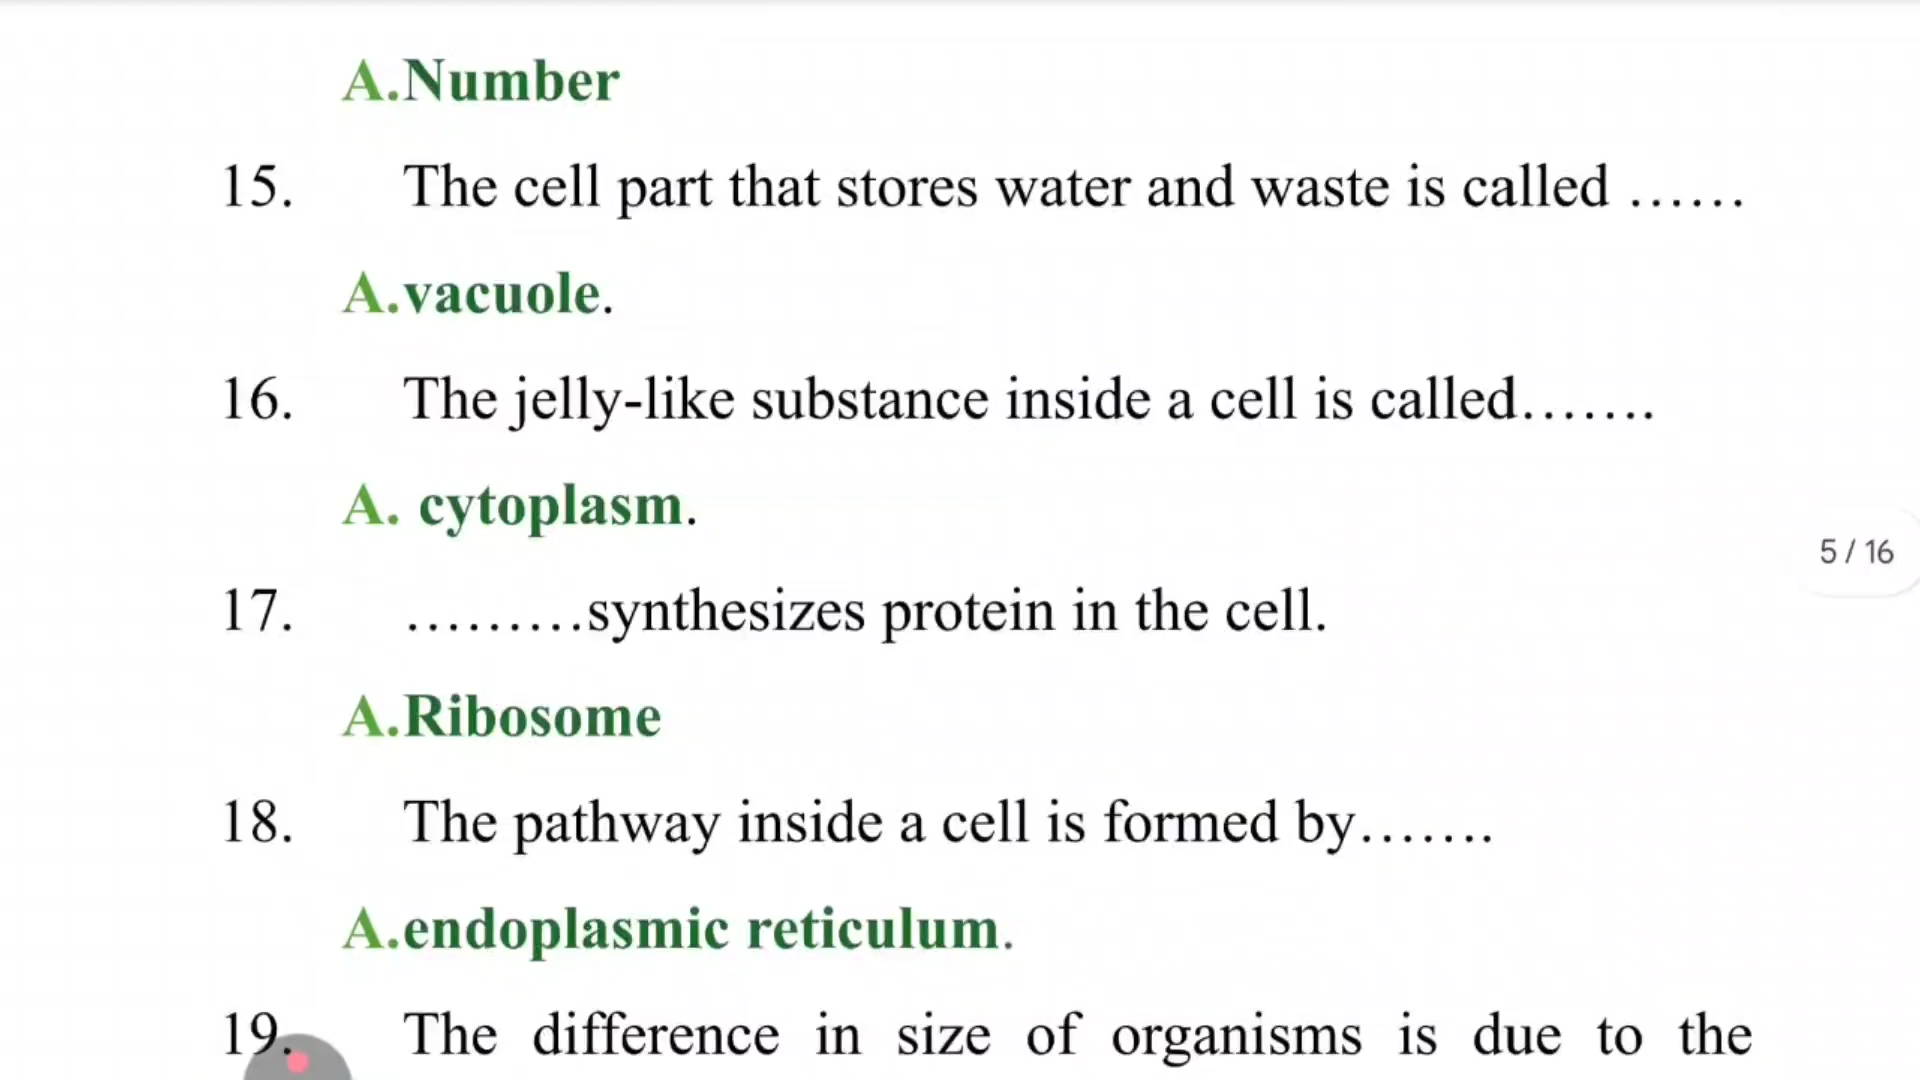 A.Number
15. The cell part that stores water and waste is called ......
A.vacuole.
16. The jelly-like substance inside a cell is called.......
A. cytoplasm.
17. .........synthesizes protein in the cell.
A.Ribosome
18. The pathway inside a cell is formed by.......
A.endoplasmic reticulum.
19. The difference in size of organisms is due to the
5 / 16